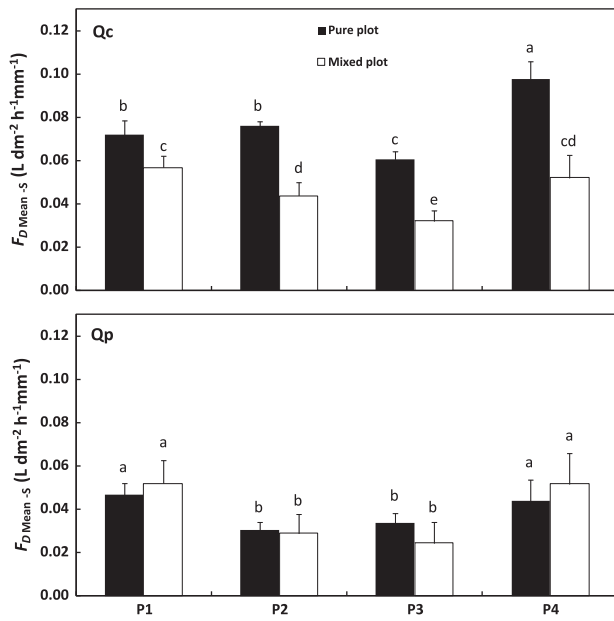 0.12
Qc
Pure plot
a
0.10
Mixed plot
b
b
0.08
c
c
cd
0.06
d
0.04
e
0.02
0.00
F_D Mean -S (L dm⁻² h⁻¹mm⁻¹)
0.12
Qp
0.10
0.08
a
a
a
a
0.06
b
b
b
b
0.04
0.02
0.00
F_D Mean -S (L dm⁻² h⁻¹mm⁻¹)
P1 P2 P3 P4